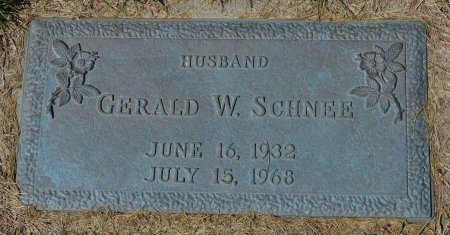 HUSBAND
GERALD W. SCHNEE
JUNE 16, 1932
JULY 15, 1968